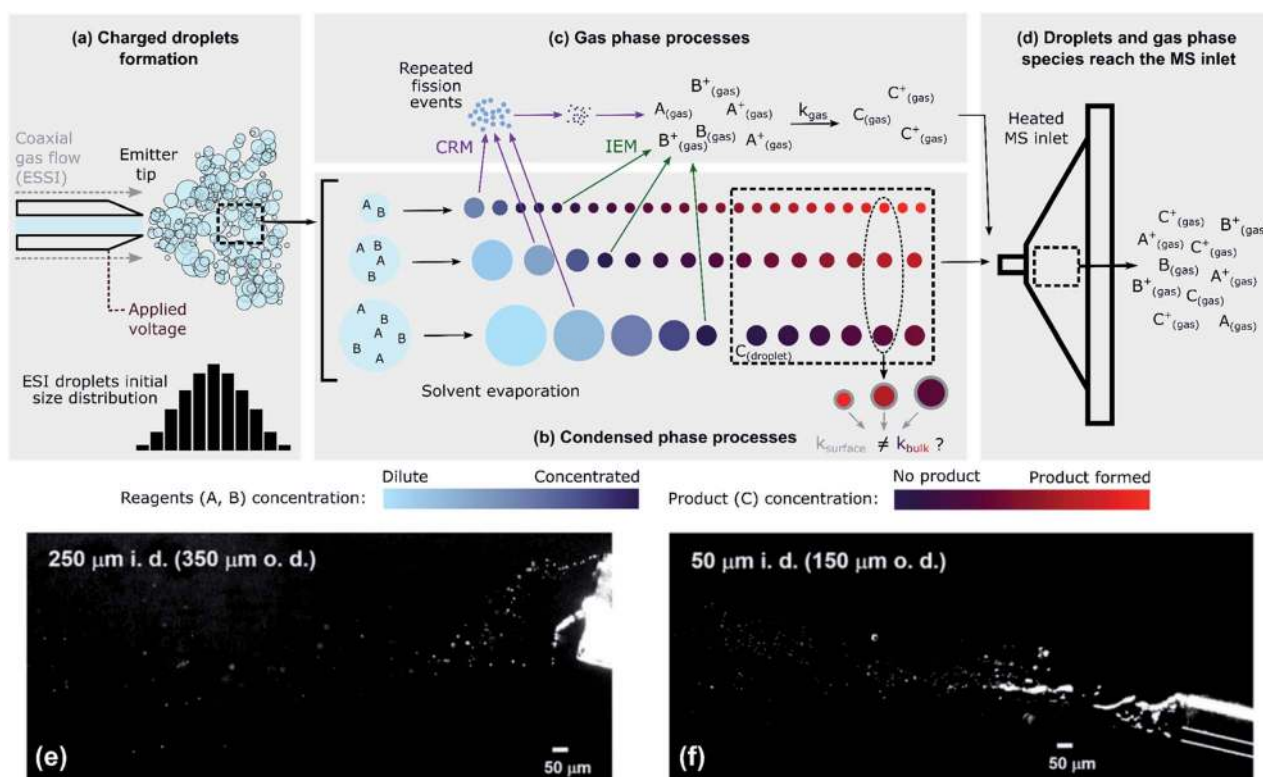 (a) Charged droplets
formation
Coaxial
gas flow
(ESSI)
Emitter
tip
Applied
voltage
ESI droplets initial
size distribution
(c) Gas phase processes
Repeated
fission
events
CRM
IEM
B⁺(gas)
A(gas)
A⁺(gas)
B⁺(gas)
B(gas)
A⁺(gas)
kgas
C⁺(gas)
C(gas)
C⁺(gas)
A
B
A
B
A
B
A
B
A
B
B
A
Solvent evaporation
C(droplet)
(b) Condensed phase processes
ksurface ≠ kbulk ?
(d) Droplets and gas phase
species reach the MS inlet
Heated
MS inlet
C⁺(gas)
B⁺(gas)
A⁺(gas)
C⁺(gas)
B(gas)
A⁺(gas)
B⁺(gas)
C(gas)
C⁺(gas)
A(gas)
Dilute
Concentrated
Reagents (A, B) concentration:
No product
Product formed
Product (C) concentration:
250 μm i. d. (350 μm o. d.)
(e)
50 μm
50 μm i. d. (150 μm o. d.)
(f)
50 μm